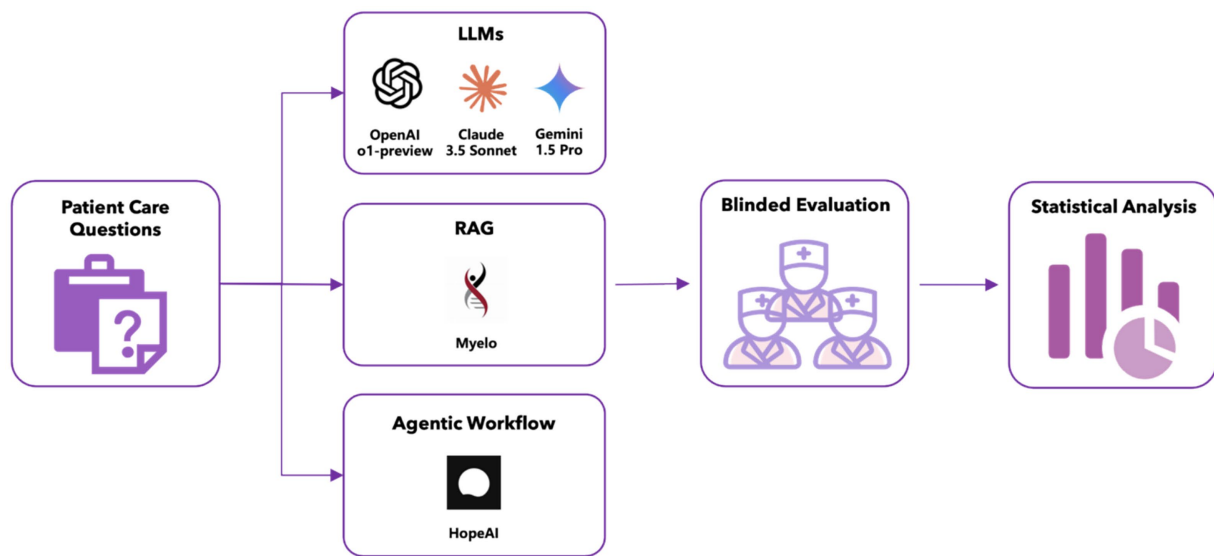 Patient Care
Questions
?
LLMs
OpenAI
o1-preview
Claude
3.5 Sonnet
Gemini
1.5 Pro
RAG
Myelo
Agentic Workflow
HopeAI
Blinded Evaluation
Statistical Analysis